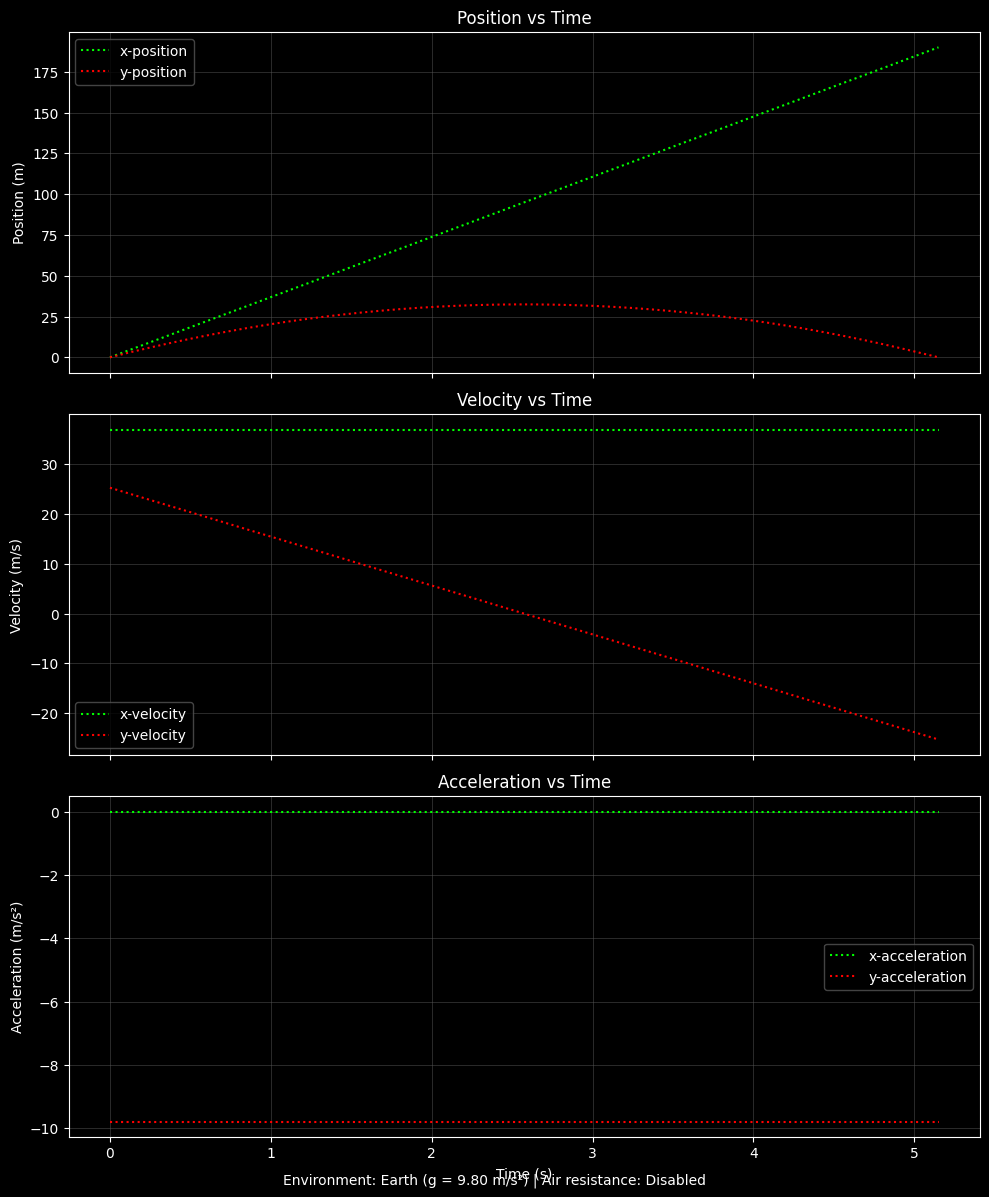 Position vs Time
x-position
y-position
175
150
125
100
75
50
25
0
Position (m)
Velocity vs Time
30
20
10
0
−10
−20
Velocity (m/s)
x-velocity
y-velocity
Acceleration vs Time
0
−2
−4
−6
−8
−10
Acceleration (m/s²)
x-acceleration
y-acceleration
0 1 2 3 4 5
Time (s)
Environment: Earth (g = 9.80 m/s²) | Air resistance: Disabled